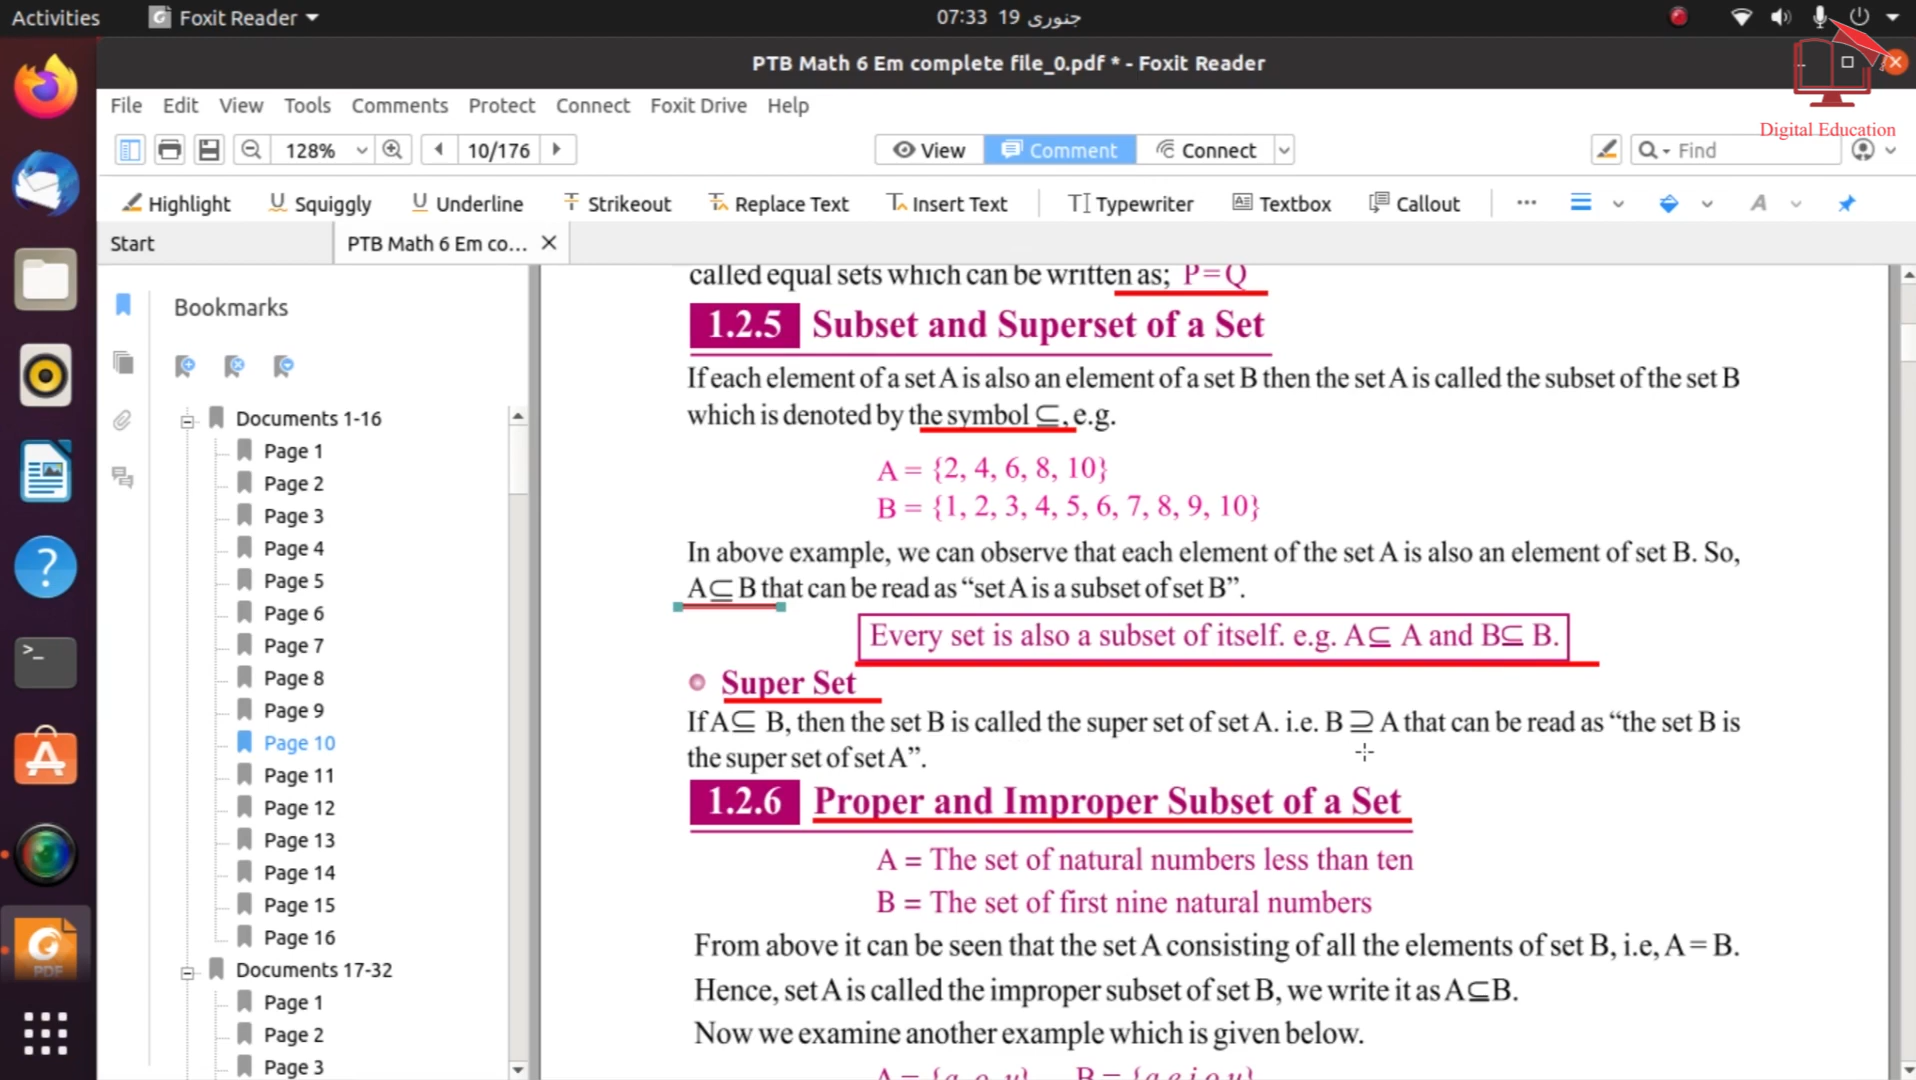 Activities Foxit Reader 07:33 19 جنوری
PTB Math 6 Em complete file_0.pdf * - Foxit Reader
File Edit View Tools Comments Protect Connect Foxit Drive Help
Digital Education
128% 10/176 View Comment Connect Find
Highlight Squiggly Underline Strikeout Replace Text Insert Text Typewriter Textbox Callout ...
Start PTB Math 6 Em co...
Bookmarks
Documents 1-16
Page 1
Page 2
Page 3
Page 4
Page 5
Page 6
Page 7
Page 8
Page 9
Page 10
Page 11
Page 12
Page 13
Page 14
Page 15
Page 16
Documents 17-32
Page 1
Page 2
Page 3
called equal sets which can be written as; P=Q
1.2.5 Subset and Superset of a Set
If each element of a set A is also an element of a set B then the set A is called the subset of the set B
which is denoted by the symbol ⊆, e.g.
A = {2, 4, 6, 8, 10}
B = {1, 2, 3, 4, 5, 6, 7, 8, 9, 10}
In above example, we can observe that each element of the set A is also an element of set B. So,
A⊆B that can be read as “set A is a subset of set B”.
Every set is also a subset of itself. e.g. A⊆ A and B⊆ B.
Super Set
If A⊆ B, then the set B is called the super set of set A. i.e. B ⊇ A that can be read as “the set B is
the super set of set A”.
1.2.6 Proper and Improper Subset of a Set
A = The set of natural numbers less than ten
B = The set of first nine natural numbers
From above it can be seen that the set A consisting of all the elements of set B, i.e, A = B.
Hence, set A is called the improper subset of set B, we write it as A⊆B.
Now we examine another example which is given below.